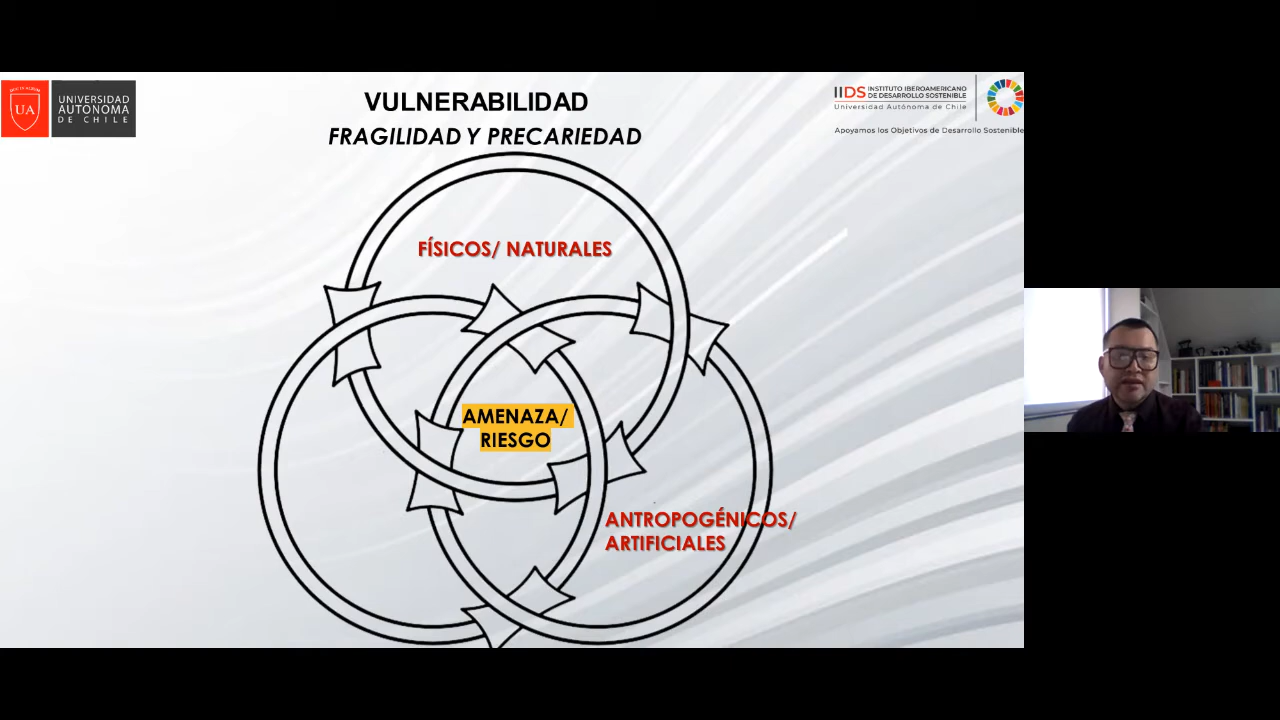 UA
UNIVERSIDAD
AUTONOMA
DE CHILE
VULNERABILIDAD
FRAGILIDAD Y PRECARIEDAD
IIDS
INSTITUTO IBEROAMERICANO
DE DESARROLLO SOSTENIBLE
Universidad Autónoma de Chile
Apoyamos los Objetivos de Desarrollo Sostenible
FÍSICOS/ NATURALES
AMENAZA/
RIESGO
ANTROPOGÉNICOS/
ARTIFICIALES